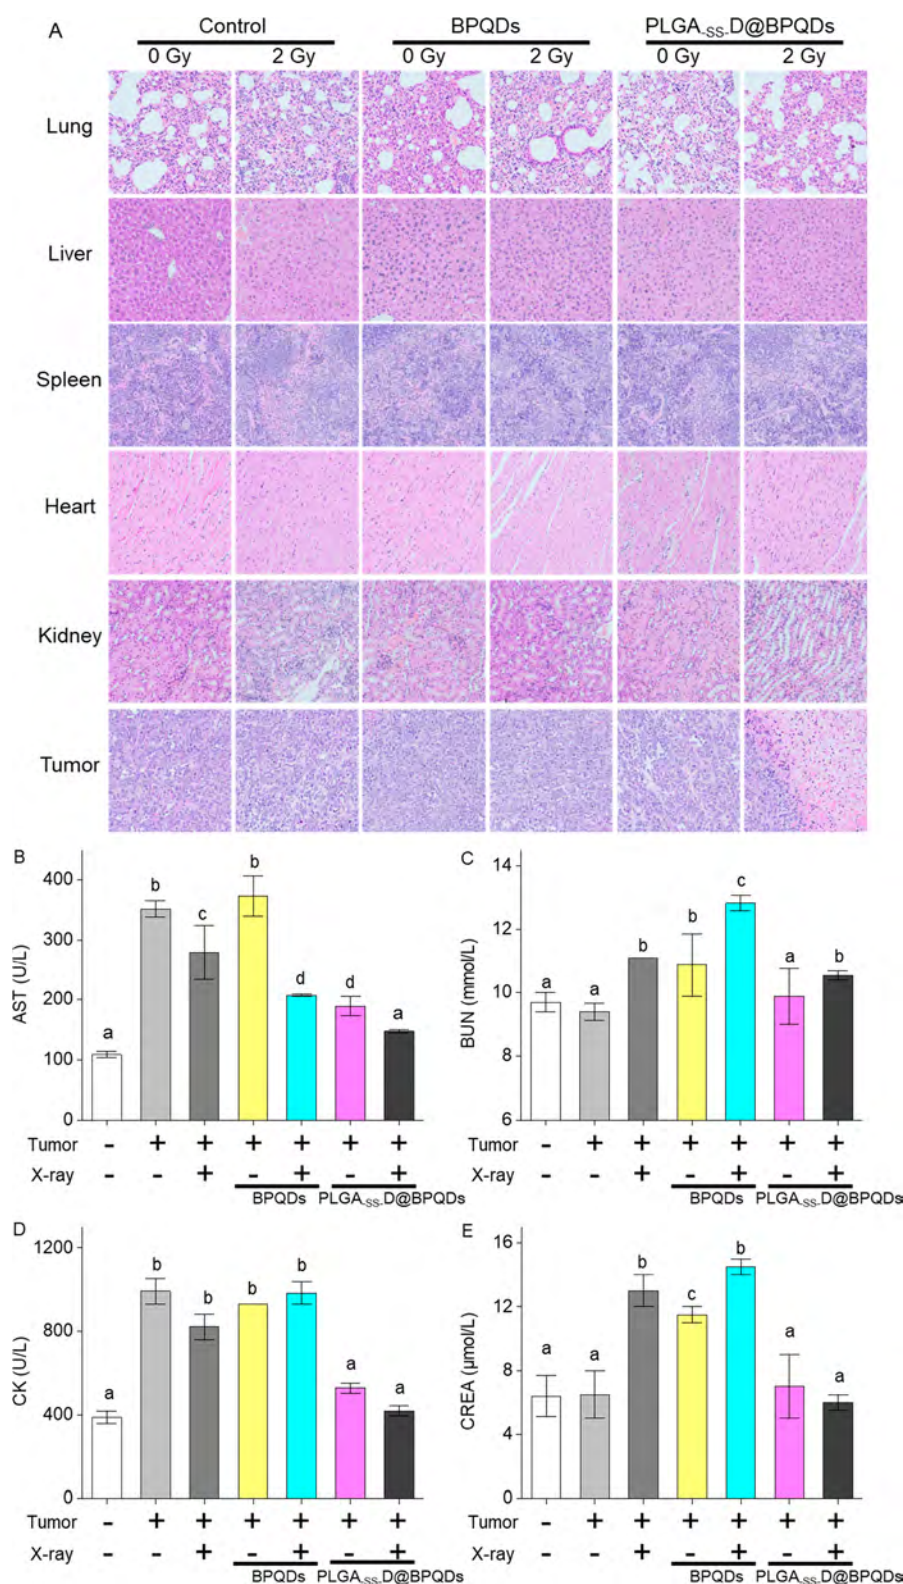 A
Control BPQDs PLGA-SS-D@BPQDs
0 Gy 2 Gy 0 Gy 2 Gy 0 Gy 2 Gy
Lung
Liver
Spleen
Heart
Kidney
Tumor
B
AST (U/L)
400
300
200
100
0
a b c b d d a
Tumor - + + + + + +
X-ray - - + - + - +
BPQDs PLGA-SS-D@BPQDs
C
BUN (mmol/L)
14
12
10
8
6
a a b b c a b
Tumor - + + + + + +
X-ray - - + - + - +
BPQDs PLGA-SS-D@BPQDs
D
CK (U/L)
1200
800
400
0
a b b b b a a
Tumor - + + + + + +
X-ray - - + - + - +
BPQDs PLGA-SS-D@BPQDs
E
CREA (µmol/L)
16
12
8
4
0
a a b c b a a
Tumor - + + + + + +
X-ray - - + - + - +
BPQDs PLGA-SS-D@BPQDs